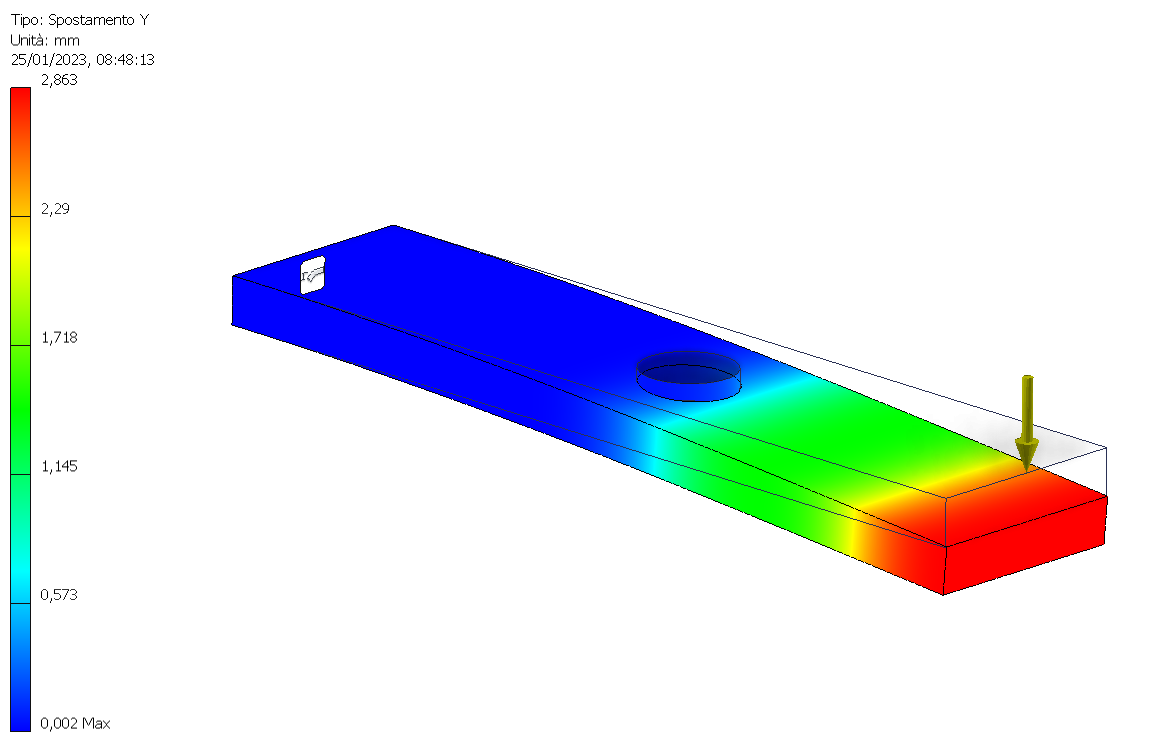 Tipo: Spostamento Y
Unità: mm
25/01/2023, 08:48:13
2,863
2,29
1,718
1,145
0,573
0,002 Max